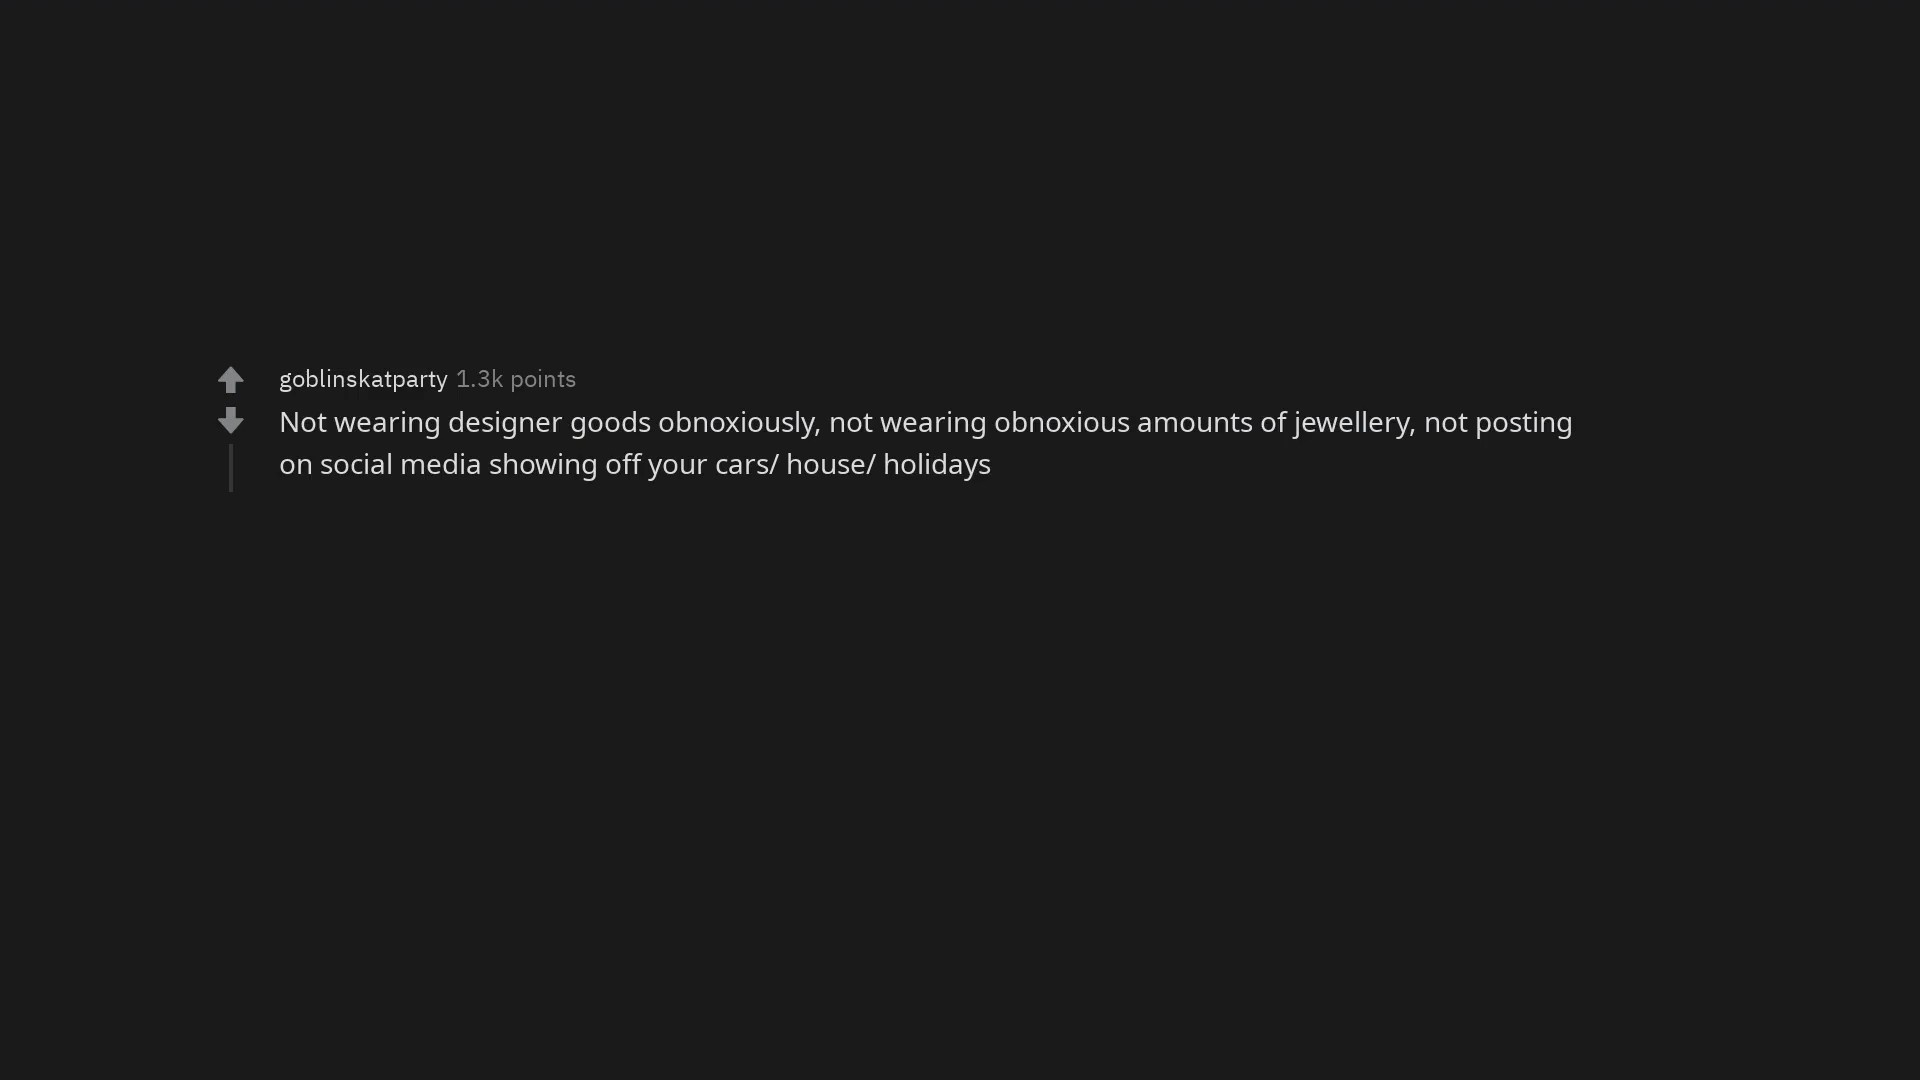 goblinskatparty 1.3k points
Not wearing designer goods obnoxiously, not wearing obnoxious amounts of jewellery, not posting
on social media showing off your cars/ house/ holidays